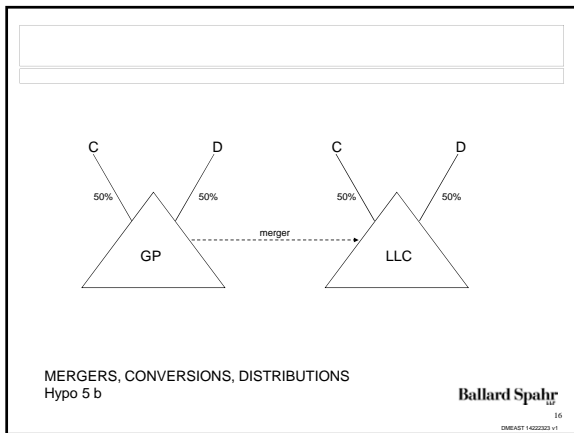 C D C D
50% 50% 50% 50%
merger
GP LLC
MERGERS, CONVERSIONS, DISTRIBUTIONS
Hypo 5 b
Ballard Spahr
LLP
16
DMEAST 14222323 v1